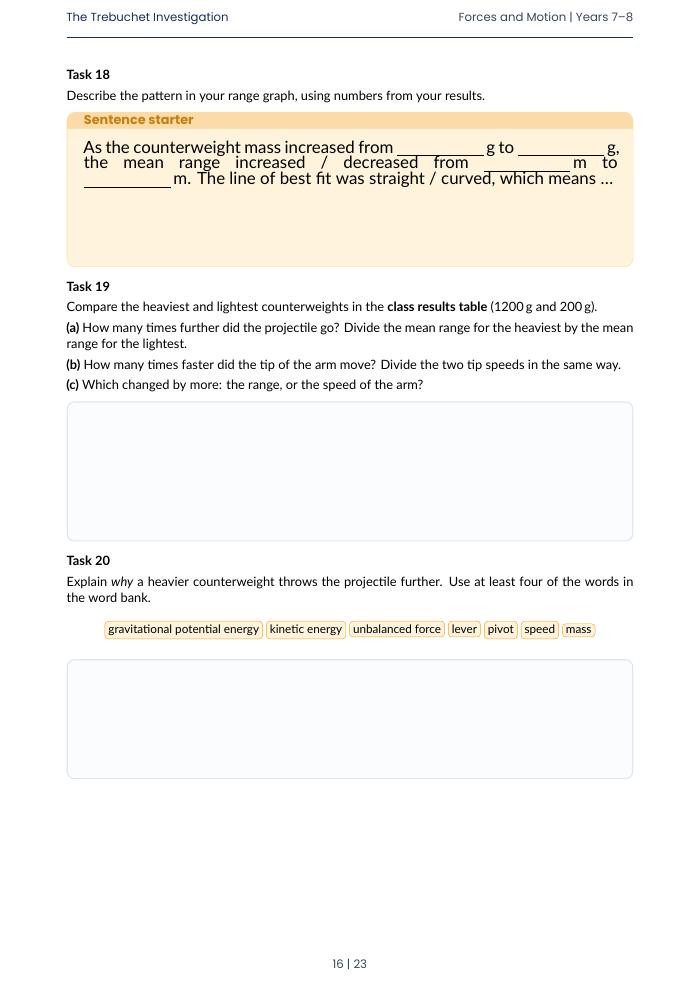 The Trebuchet Investigation
Forces and Motion | Years 7–8
Task 18
Describe the pattern in your range graph, using numbers from your results.
Sentence starter
As the counterweight mass increased from __________ g to __________ g,
the mean range increased / decreased from __________ m to
__________ m. The line of best fit was straight / curved, which means ...
Task 19
Compare the heaviest and lightest counterweights in the class results table (1200 g and 200 g).
(a) How many times further did the projectile go? Divide the mean range for the heaviest by the mean
range for the lightest.
(b) How many times faster did the tip of the arm move? Divide the two tip speeds in the same way.
(c) Which changed by more: the range, or the speed of the arm?
Task 20
Explain why a heavier counterweight throws the projectile further. Use at least four of the words in
the word bank.
gravitational potential energy kinetic energy unbalanced force lever pivot speed mass
16 | 23